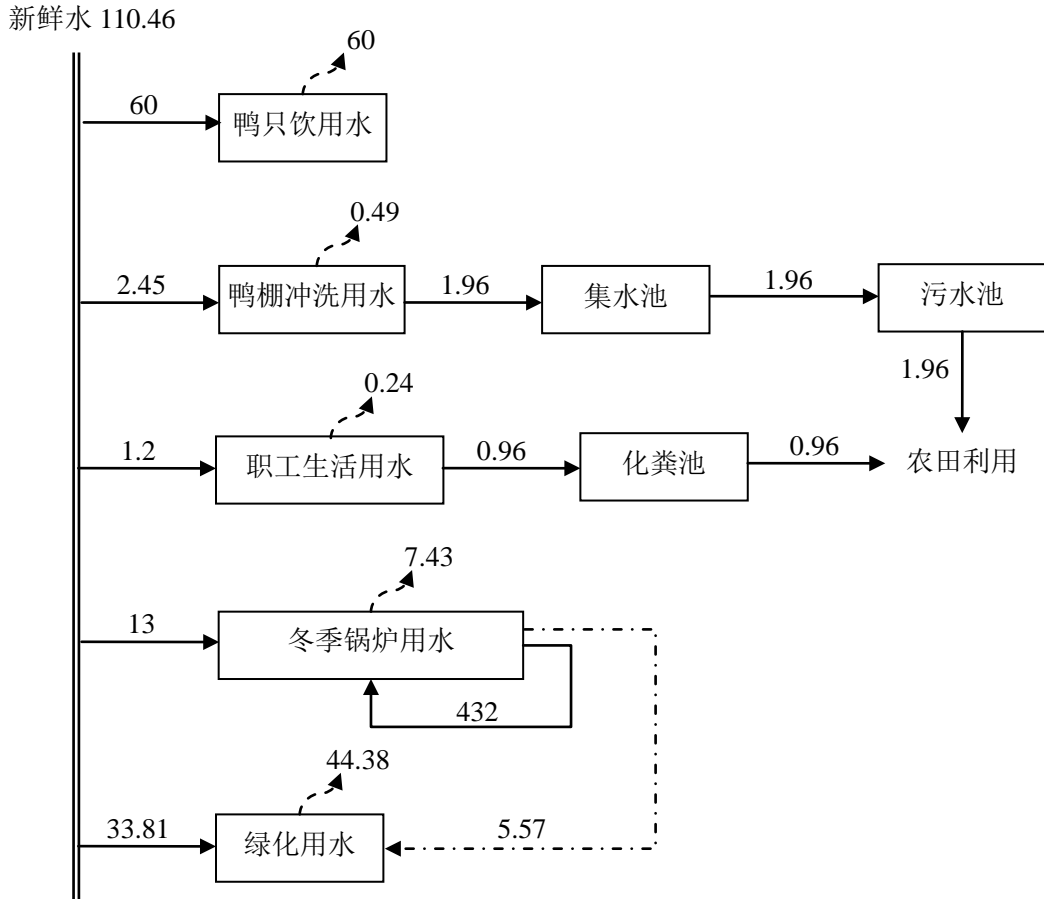 新鲜水 110.46
60
60
鸭只饮用水
0.49
2.45
鸭棚冲洗用水
1.96
集水池
1.96
污水池
1.96
0.24
1.2
职工生活用水
0.96
化粪池
0.96
农田利用
7.43
13
冬季锅炉用水
432
44.38
33.81
绿化用水
5.57